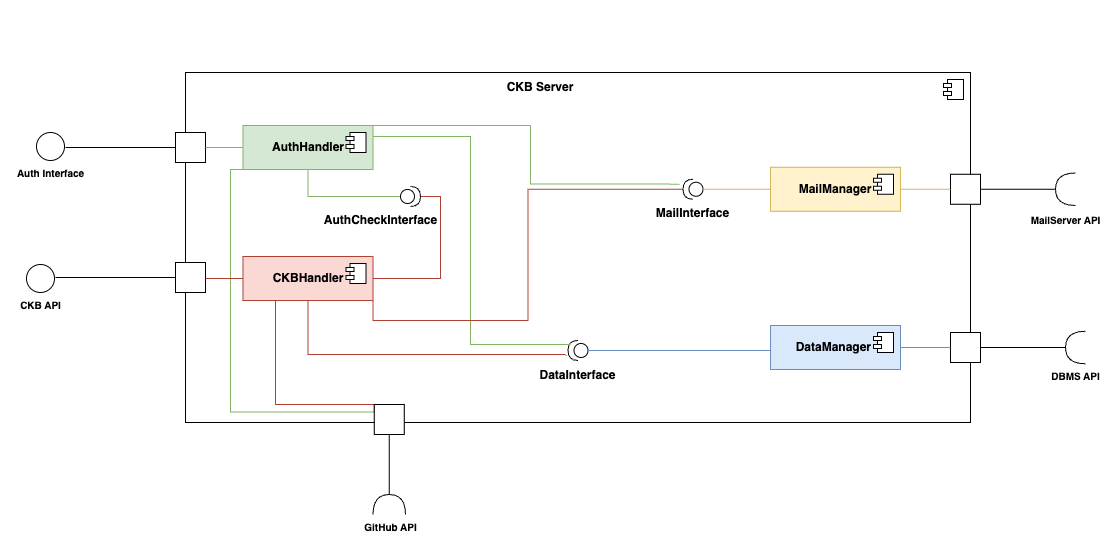 CKB Server
AuthHandler
Auth Interface
MailManager
AuthCheckInterface
MailInterface
MailServer API
CKBHandler
CKB API
DataManager
DataInterface
DBMS API
GitHub API